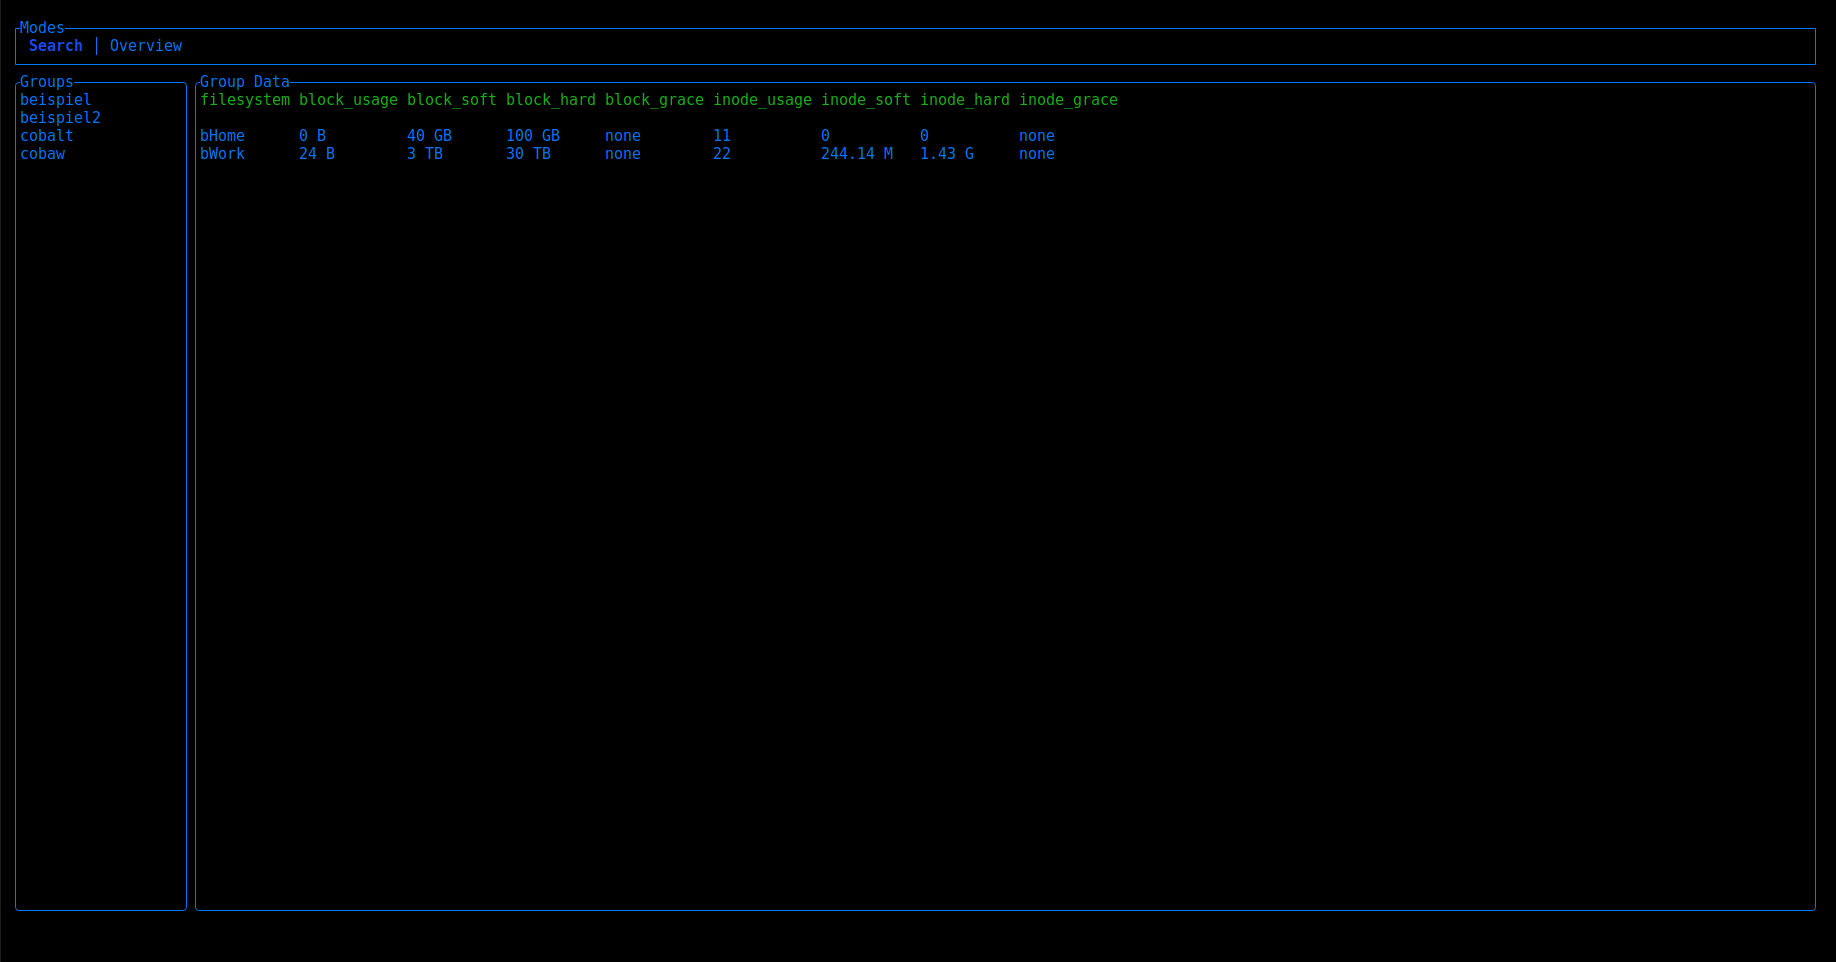 Modes
Search │ Overview
Groups
beispiel
beispiel2
cobalt
cobaw
Group Data
filesystem block_usage block_soft block_hard block_grace inode_usage inode_soft inode_hard inode_grace
bHome 0 B 40 GB 100 GB none 11 0 0 none
bWork 24 B 3 TB 30 TB none 22 244.14 M 1.43 G none